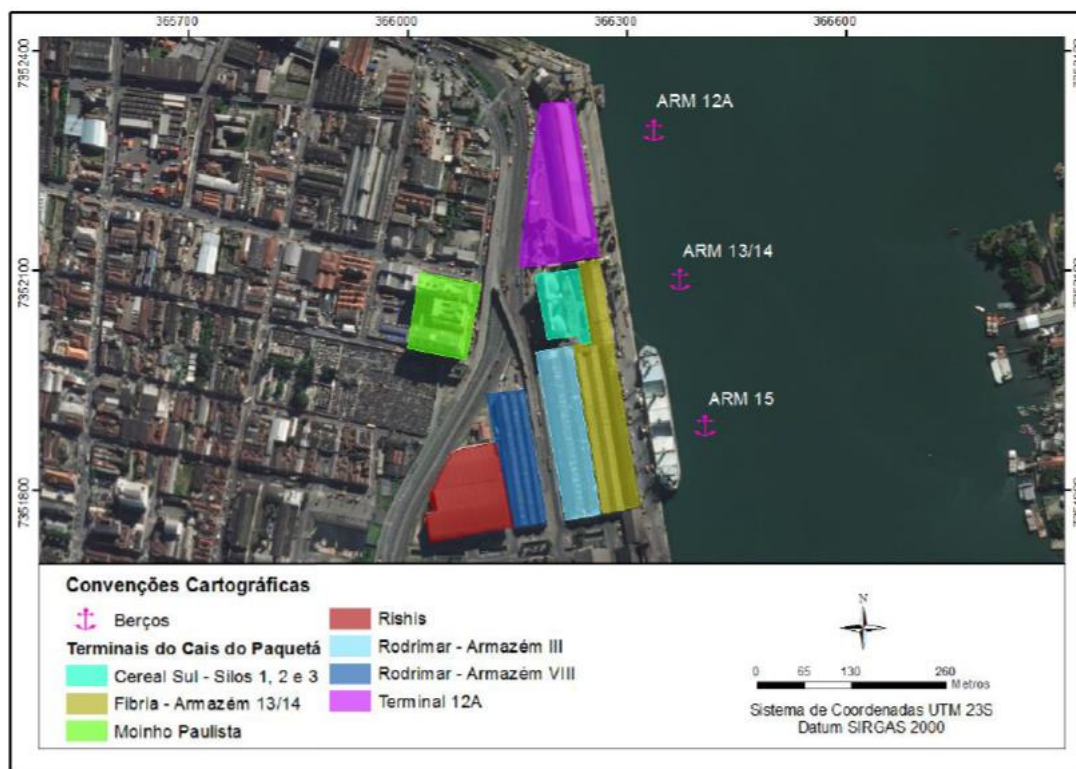 365700 366000 366300 366600
7352400
ARM 12A
ARM 13/14
7352100
ARM 15
7351800
Convenções Cartográficas
Berços
Terminais do Cais do Paquetá
Cereal Sul - Silos 1, 2 e 3
Fibria - Armazém 13/14
Moinho Paulista
Rishis
Rodrimar - Armazém III
Rodrimar - Armazém VIII
Terminal 12A
N
0 65 130 260
Metros
Sistema de Coordenadas UTM 23S
Datum SIRGAS 2000